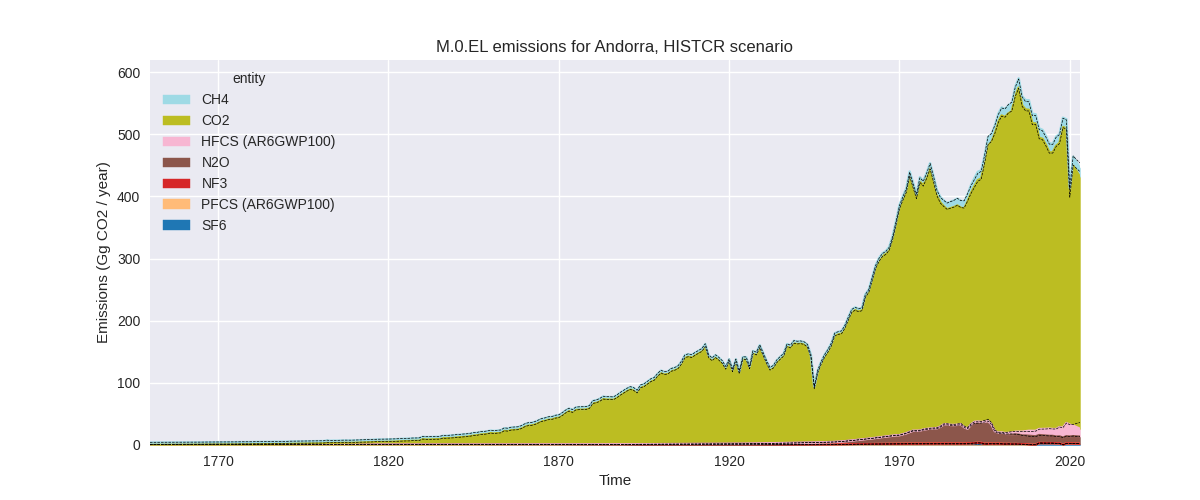 M.0.EL emissions for Andorra, HISTCR scenario
Emissions (Gg CO2 / year)
600
500
400
300
200
100
0
entity
CH4
CO2
HFCS (AR6GWP100)
N2O
NF3
PFCS (AR6GWP100)
SF6
1770 1820 1870 1920 1970 2020
Time